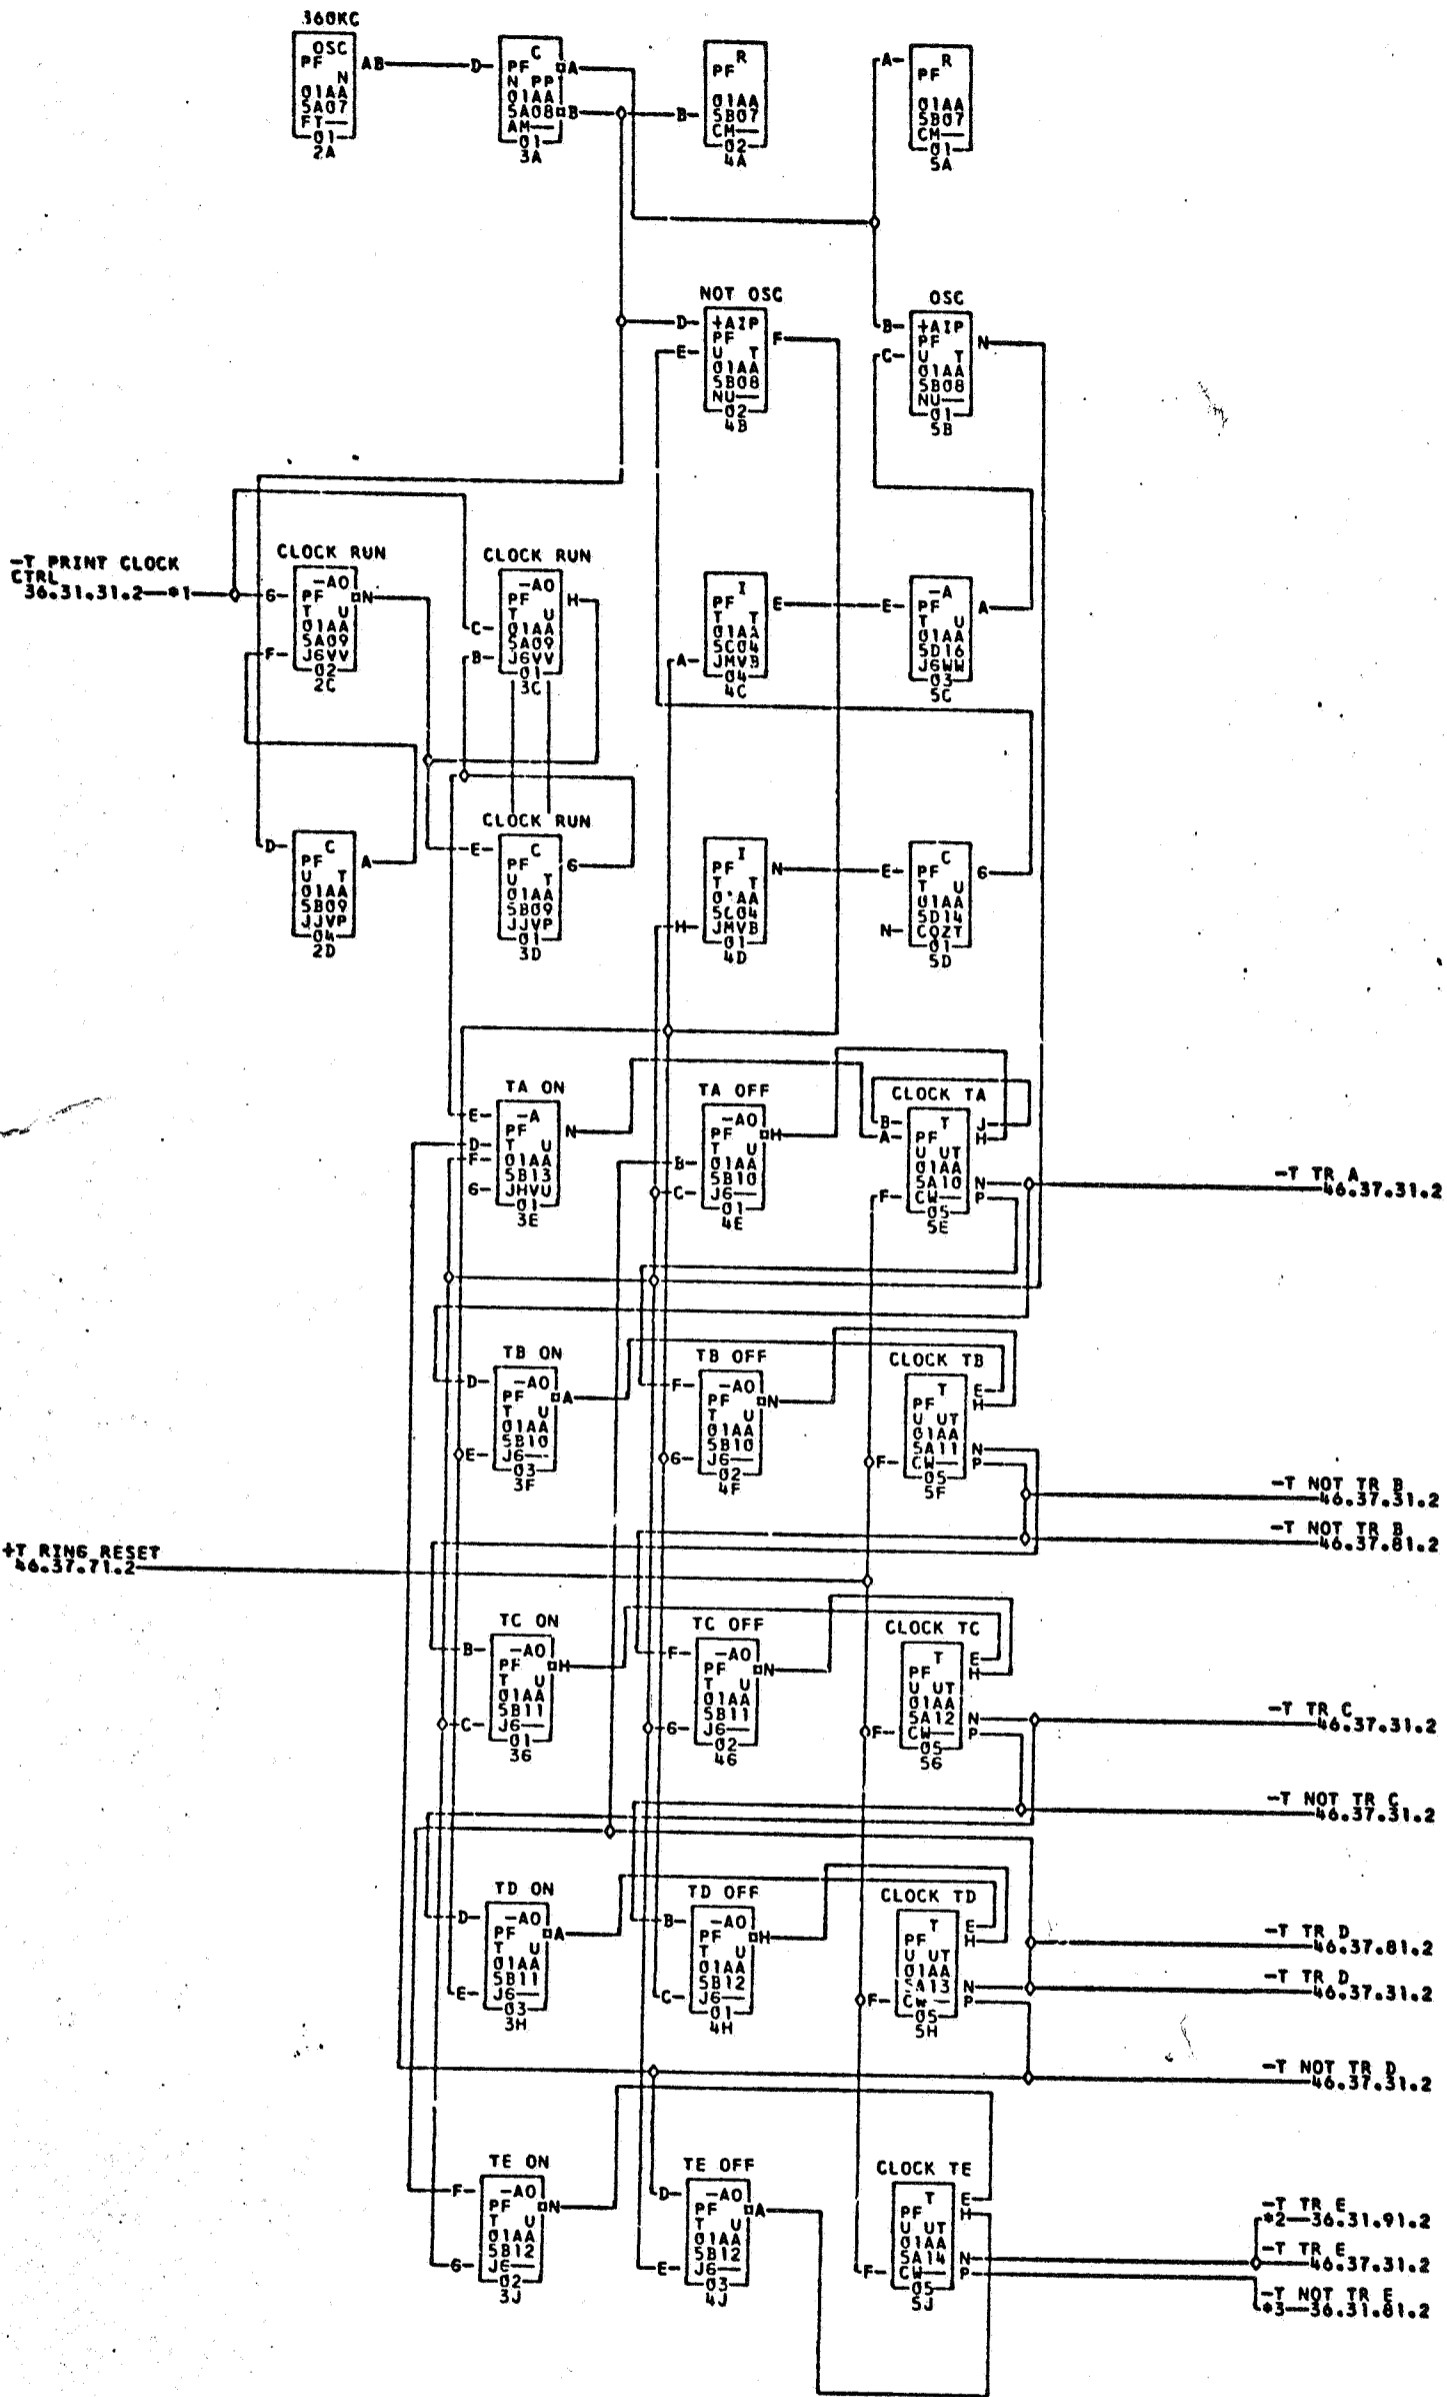 360KC
OSC
PF
N
01AA
5A07
FT
01
2A
AB
D
C
PF
N PP
01AA
5A08
AM
01
3A
A
B
B
R
PF
01AA
5B07
CM
02
4A
A
R
PF
01AA
5B07
CM
01
5A
NOT OSC
D
E
+AIP
PF
U T
01AA
5B08
NU
02
4B
F
OSC
B
C
+AIP
PF
U T
01AA
5B08
NU
01
5B
N
-T PRINT CLOCK
CTRL
36.31.31.2 *1
CLOCK RUN
G
F
-AO
PF
T U
01AA
5A09
J6VV
02
2C
N
CLOCK RUN
C
B
-AO
PF
T U
01AA
5A09
J6VV
01
3C
H
A
I
PF
T T
01AA
5C04
JMVB
04
4C
E
E
-A
PF
T U
01AA
5D16
J6WW
03
5C
A
D
C
PF
U T
01AA
5B09
JJVP
04
2D
A
CLOCK RUN
E
C
PF
U T
01AA
5B09
JJVP
01
3D
G
H
I
PF
T T
5C04
JMVB
01
4D
N
E
N
C
PF
T U
01AA
5D14
CQZT
01
5D
G
TA ON
E
D
F
G
-A
PF
T U
01AA
5B13
JHVU
01
3E
N
TA OFF
B
C
-AO
PF
T U
01AA
5B10
J6
01
4E
H
CLOCK TA
B
A
F
T
PF
U UT
01AA
5A10
CW
05
5E
J
H
N
P
-T TR A
46.37.31.2
TB ON
D
E
-AO
PF
T U
01AA
5B10
J6
03
3F
A
TB OFF
F
G
-AO
PF
T U
01AA
5B10
J6
02
4F
N
CLOCK TB
F
T
PF
U UT
01AA
5A11
CW
05
5F
E
H
N
P
-T NOT TR B
46.37.31.2
-T NOT TR B
46.37.81.2
+T RING RESET
46.37.71.2
TC ON
B
C
-AO
PF
T U
01AA
5B11
J6
01
3G
H
TC OFF
F
G
-AO
PF
T U
01AA
5B11
J6
02
4G
N
CLOCK TC
F
T
PF
U UT
01AA
5A12
CW
05
5G
E
H
N
P
-T TR C
46.37.31.2
-T NOT TR C
46.37.31.2
TD ON
D
E
-AO
PF
T U
01AA
5B11
J6
03
3H
A
TD OFF
B
C
-AO
PF
T U
01AA
5B12
J6
01
4H
H
CLOCK TD
F
T
PF
U UT
01AA
5A13
CW
05
5H
E
H
N
P
-T TR D
46.37.81.2
-T TR D
46.37.31.2
-T NOT TR D
46.37.31.2
TE ON
F
G
-AO
PF
T U
01AA
5B12
JE
02
3J
N
TE OFF
D
E
-AO
PF
T U
01AA
5B12
J6
03
4J
A
CLOCK TE
F
T
PF
U UT
01AA
5A14
CW
05
5J
E
H
N
P
-T TR E
*2 36.31.91.2
-T TR E
46.37.31.2
-T NOT TR E
*3 36.31.81.2